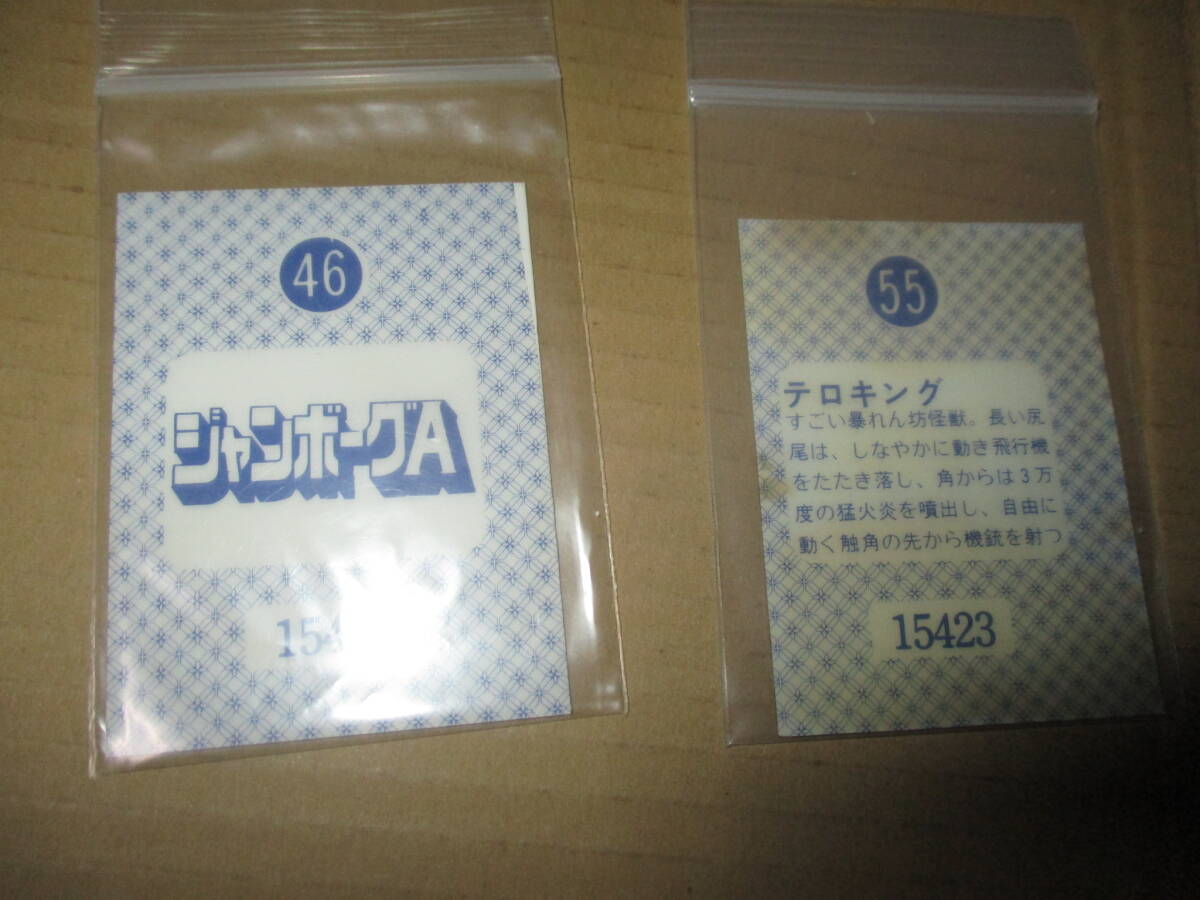 46
ジャンボーグA
55
テロキング
すごい暴れん坊怪獣。長い尻
尾は、しなやかに動き飛行機
をたたき落し、角からは3万
度の猛火炎を噴出し、自由に
動く触角の先から機銃を射つ
15423